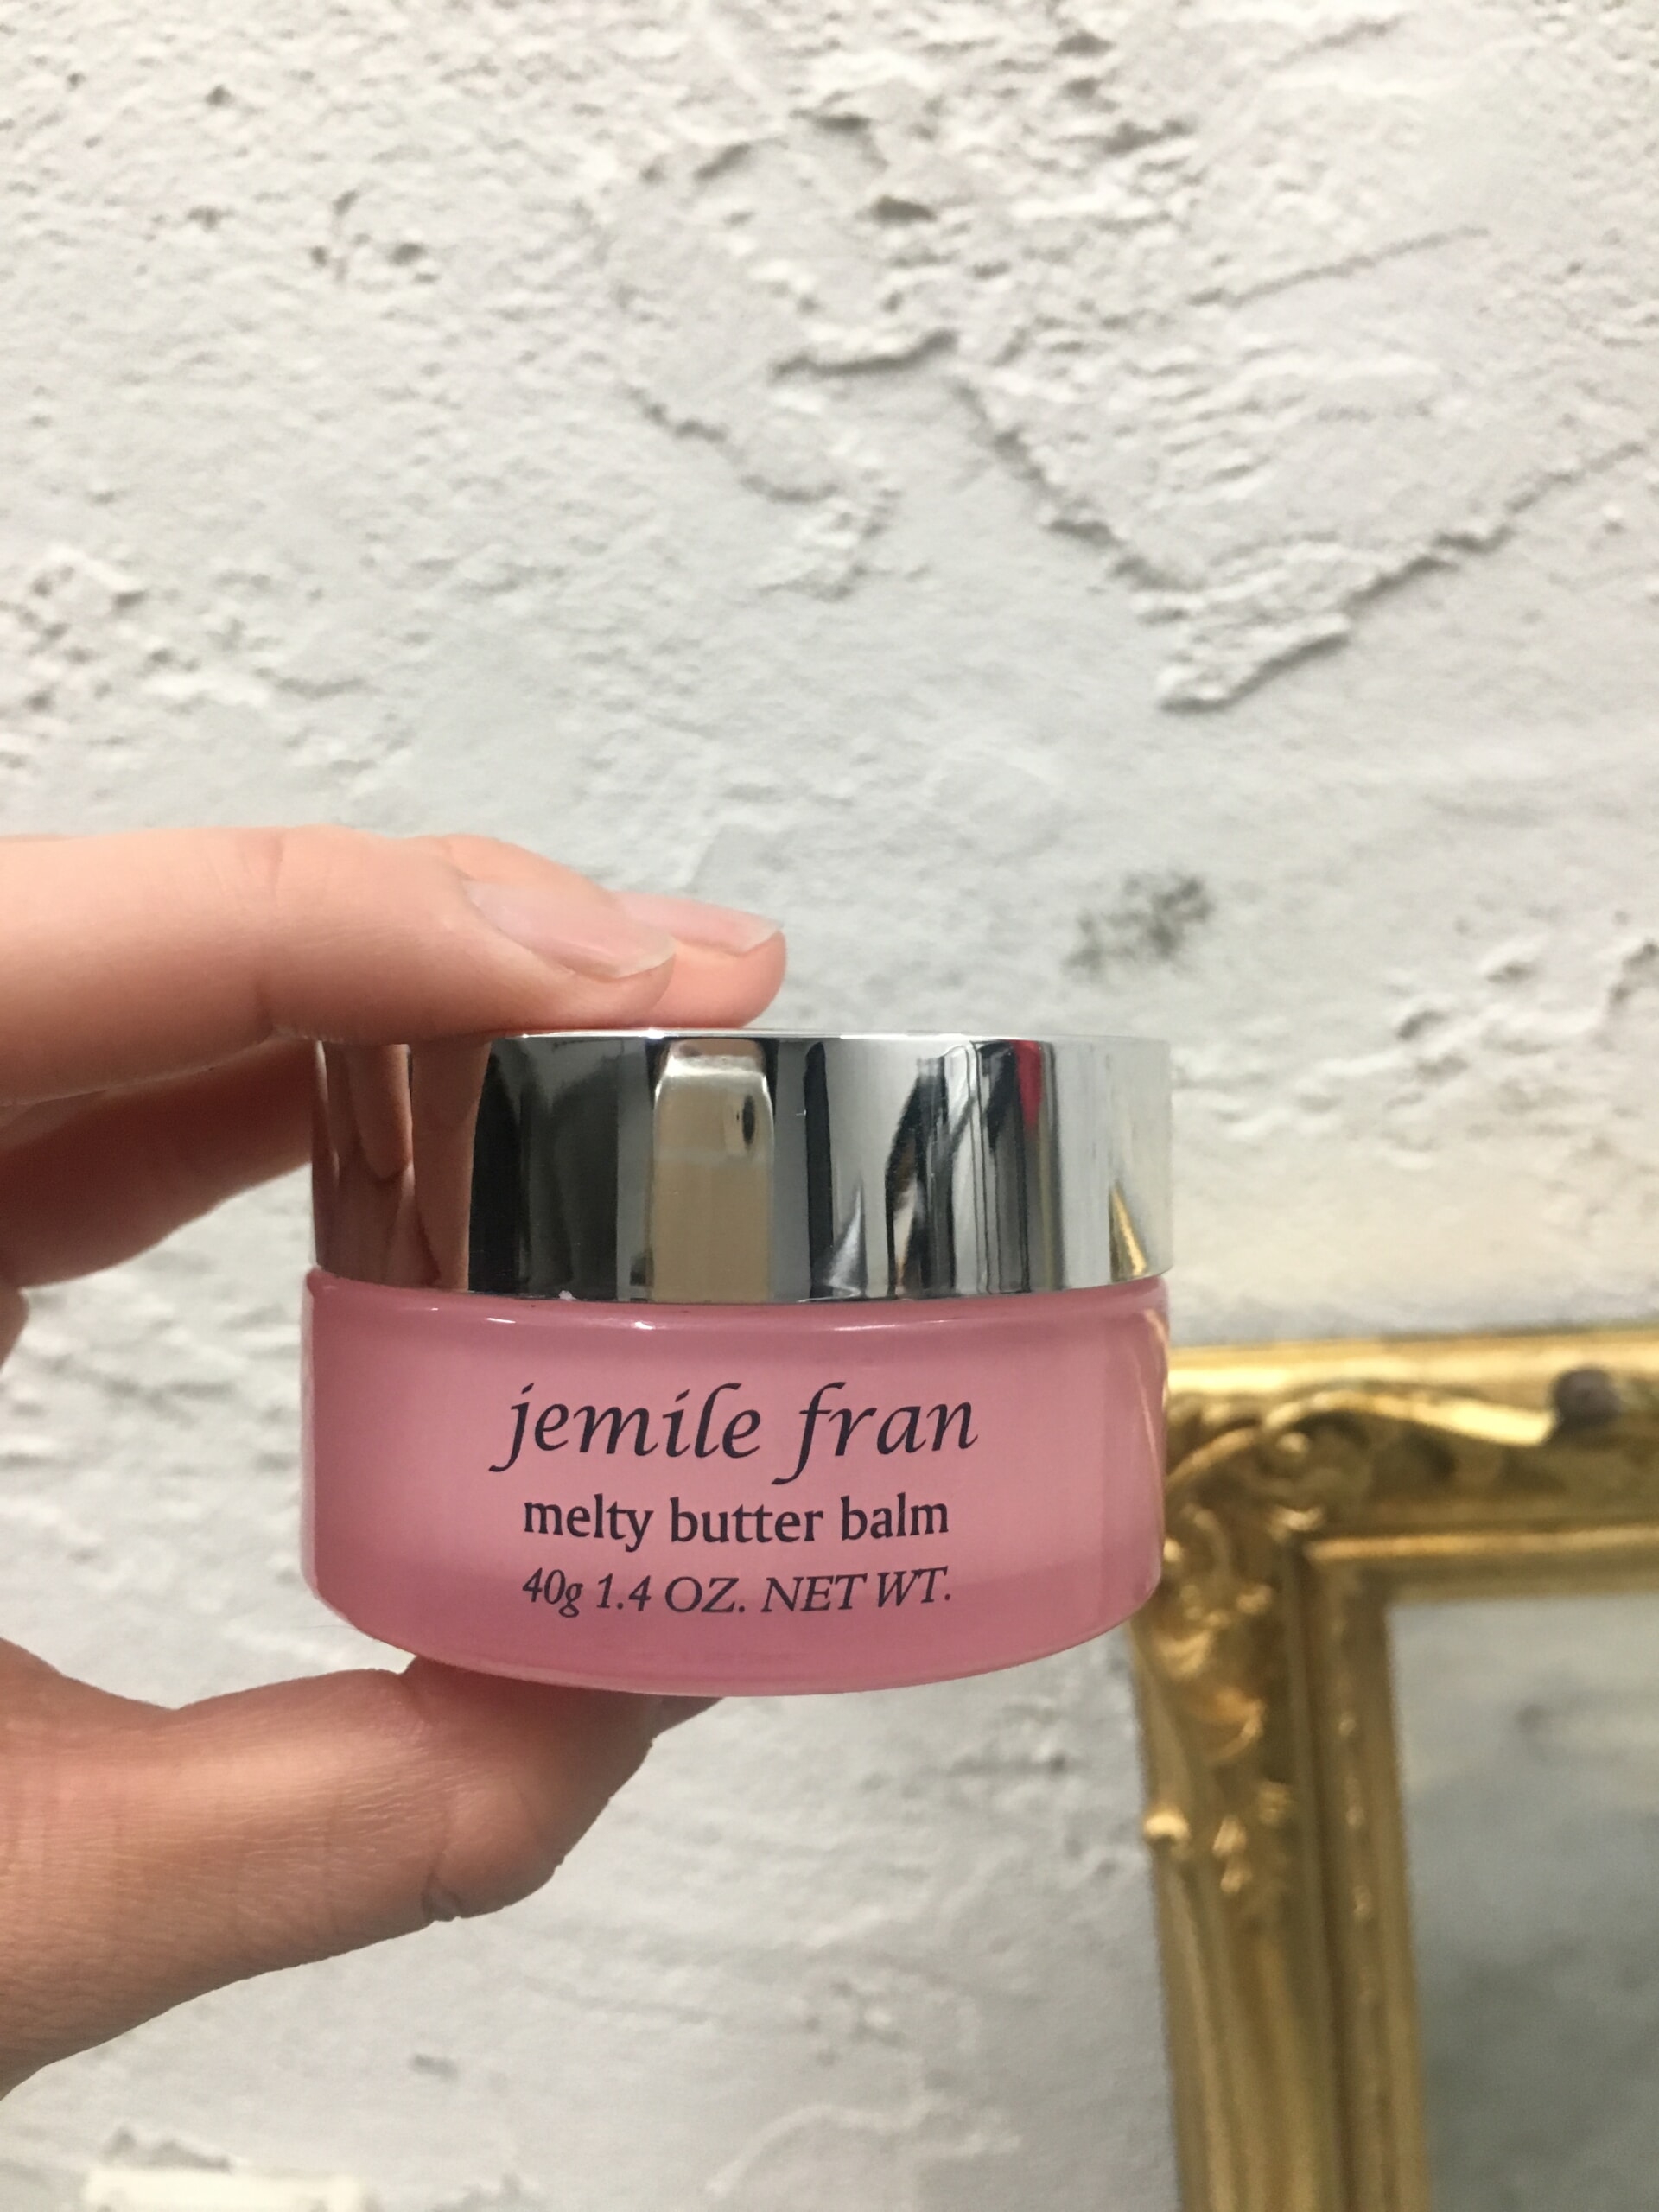 jemile fran
melty butter balm
40g 1.4 OZ. NET WT.